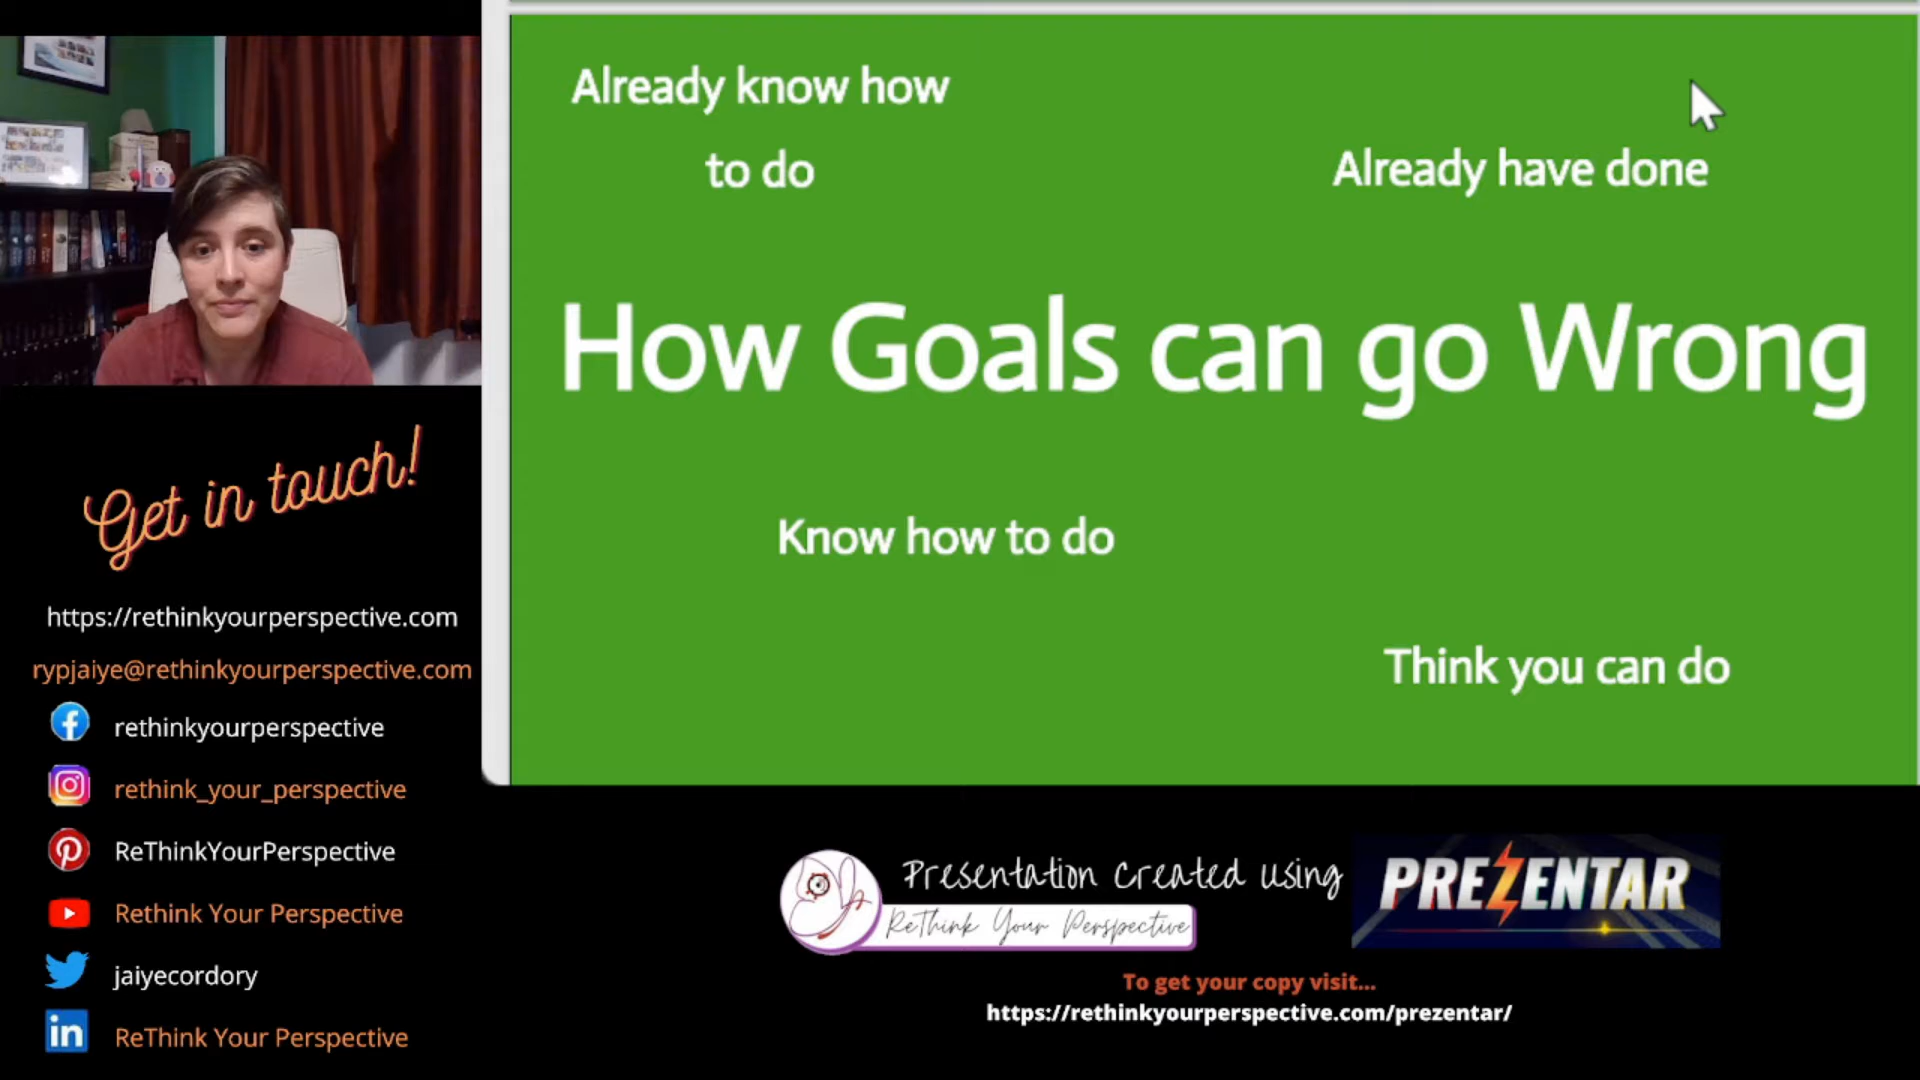 Already know how
to do
Already have done
How Goals can go Wrong
Know how to do
Think you can do
Get in touch!
https://rethinkyourperspective.com
rypjaiye@rethinkyourperspective.com
rethinkyourperspective
rethink_your_perspective
ReThinkYourPerspective
Rethink Your Perspective
jaiyecordory
in
ReThink Your Perspective
Presentation Created using
ReThink Your Perspective
PREZENTAR
To get your copy visit...
https://rethinkyourperspective.com/prezentar/